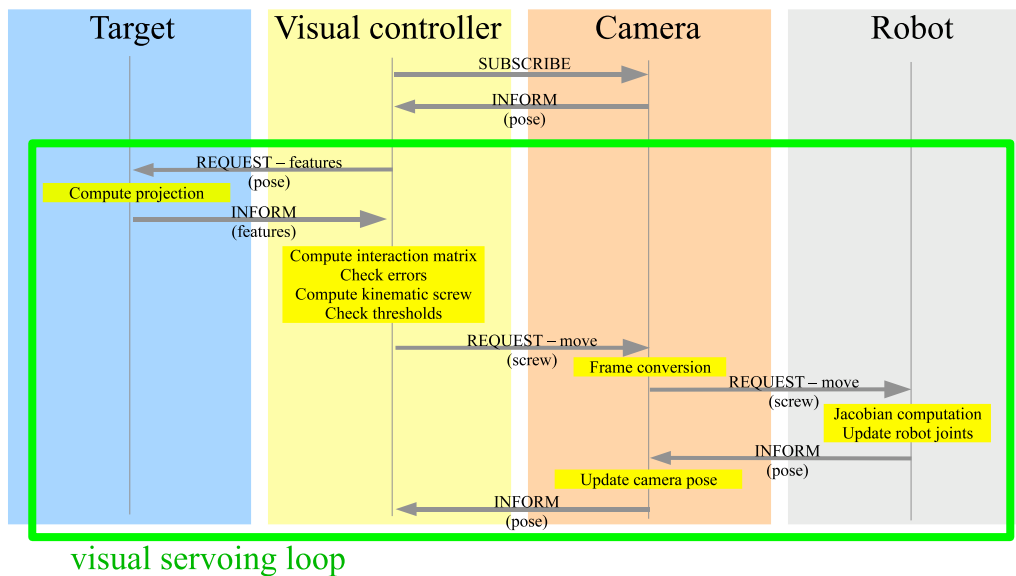 Target
Visual controller
Camera
Robot
SUBSCRIBE
INFORM
(pose)
REQUEST – features
(pose)
Compute projection
INFORM
(features)
Compute interaction matrix
Check errors
Compute kinematic screw
Check thresholds
REQUEST – move
(screw)
Frame conversion
REQUEST – move
(screw)
Jacobian computation
Update robot joints
INFORM
(pose)
Update camera pose
INFORM
(pose)
visual servoing loop